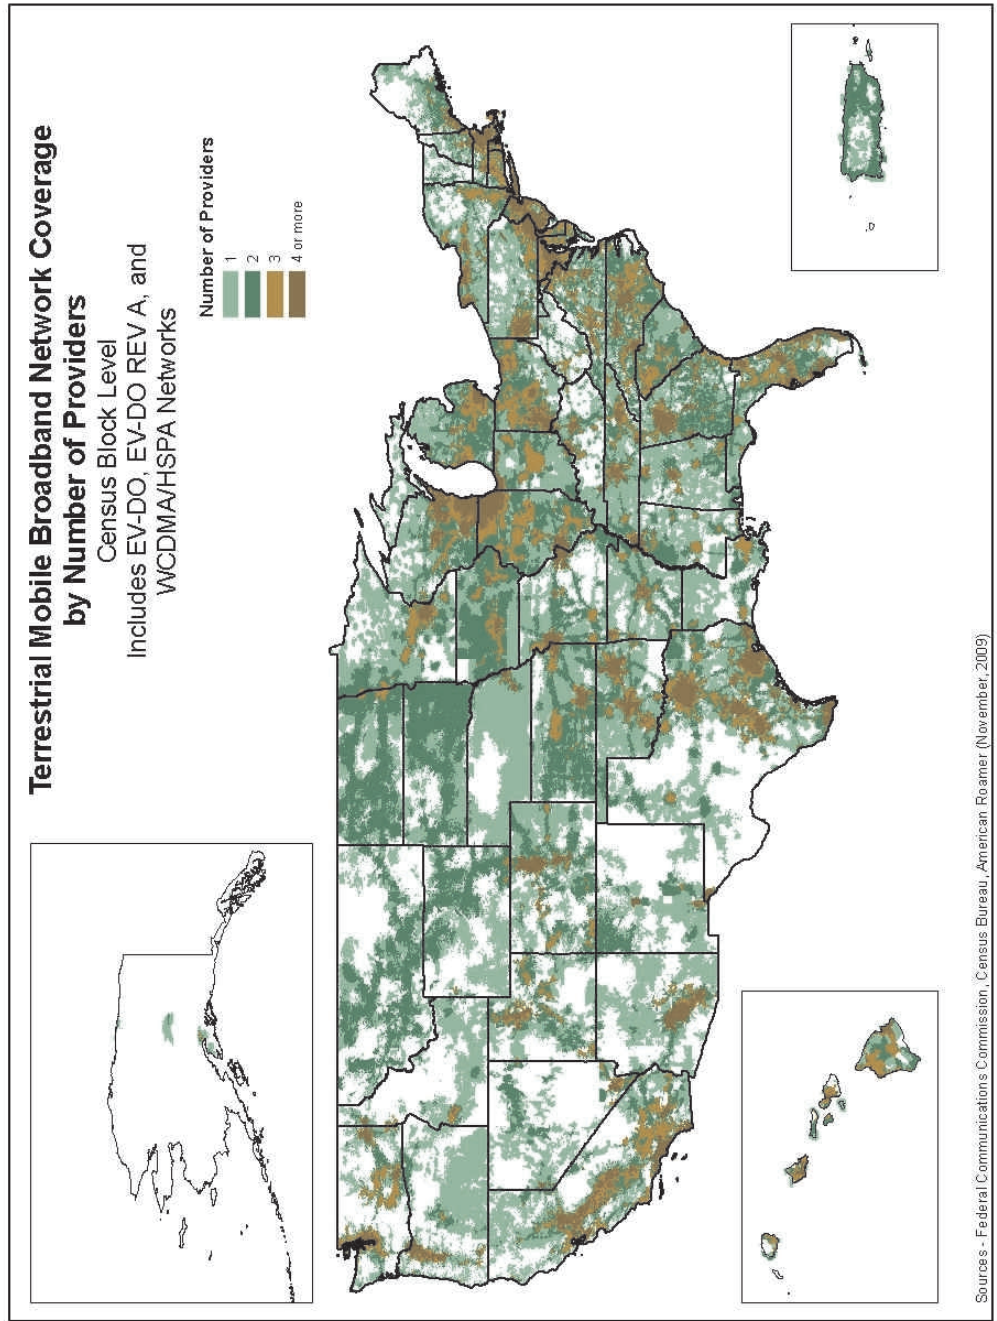 Terrestrial Mobile Broadband Network Coverage
by Number of Providers
Census Block Level
Includes EV-DO, EV-DO REV A, and
WCDMA/HSPA Networks
Number of Providers
1
2
3
4 or more
Sources - Federal Communications Commission, Census Bureau, American Roamer (November, 2009)